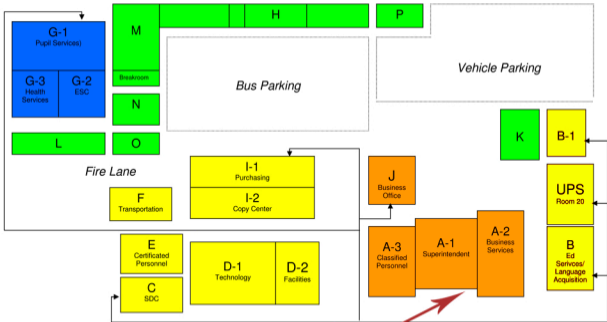 G-1
Pupil Services)
G-3
Health
Services
G-2
ESC
M
Breakroom
H
P
N
L
O
Bus Parking
Vehicle Parking
K
B-1
Fire Lane
I-1
Purchasing
I-2
Copy Center
J
Business
Office
UPS
Room 20
F
Transportation
A-3
Classified
Personnel
A-1
Superintendent
A-2
Business
Services
B
Ed
Serivces/
Language
Acquisition
E
Certificated
Personnel
C
SDC
D-1
Technology
D-2
Facilities